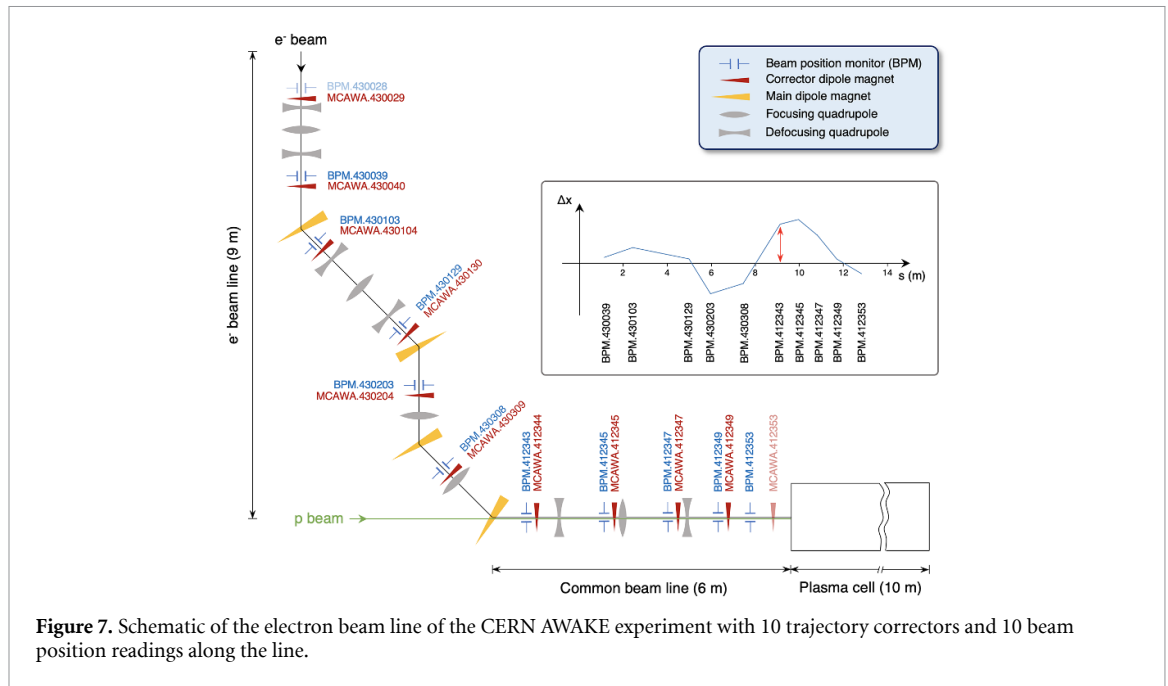 e⁻ beam
BPM.430028
MCAWA.430029
BPM.430039
MCAWA.430040
BPM.430103
MCAWA.430104
BPM.430129
MCAWA.430130
e⁻ beam line (9 m)
BPM.430203
MCAWA.430204
BPM.430308
MCAWA.430309
p beam
BPM.412343
MCAWA.412344
BPM.412345
MCAWA.412345
BPM.412347
MCAWA.412347
BPM.412349
MCAWA.412349
BPM.412353
MCAWA.412353
Common beam line (6 m)
Plasma cell (10 m)
Beam position monitor (BPM)
Corrector dipole magnet
Main dipole magnet
Focusing quadrupole
Defocusing quadrupole
Δx
2 4 6 8 10 12 14
s (m)
BPM.430039
BPM.430103
BPM.430129
BPM.430203
BPM.430308
BPM.412343
BPM.412345
BPM.412347
BPM.412349
BPM.412353
Figure 7. Schematic of the electron beam line of the CERN AWAKE experiment with 10 trajectory correctors and 10 beam
position readings along the line.